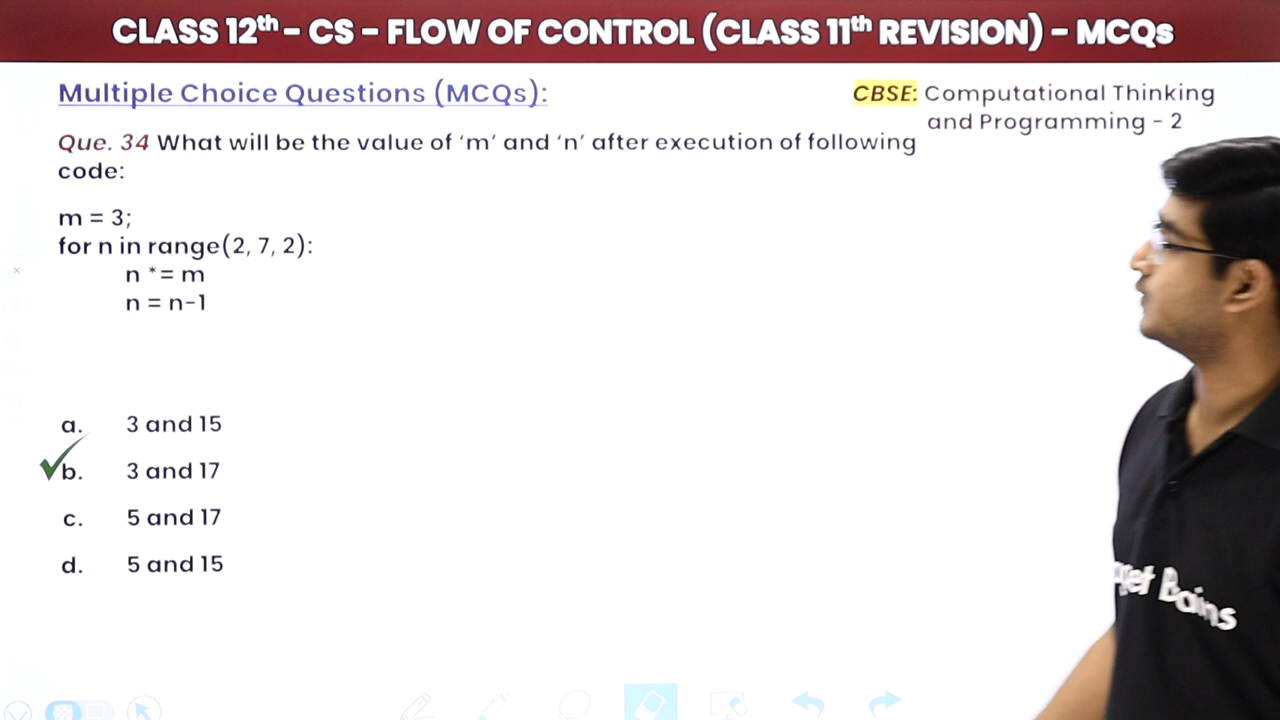 CLASS 12th - CS - FLOW OF CONTROL (CLASS 11th REVISION) - MCQs
Multiple Choice Questions (MCQs):
CBSE: Computational Thinking
and Programming - 2
Que. 34 What will be the value of ‘m’ and ‘n’ after execution of following
code:
m = 3;
for n in range(2, 7, 2):
n *= m
n = n-1
a. 3 and 15
b. 3 and 17
c. 5 and 17
d. 5 and 15
Bains